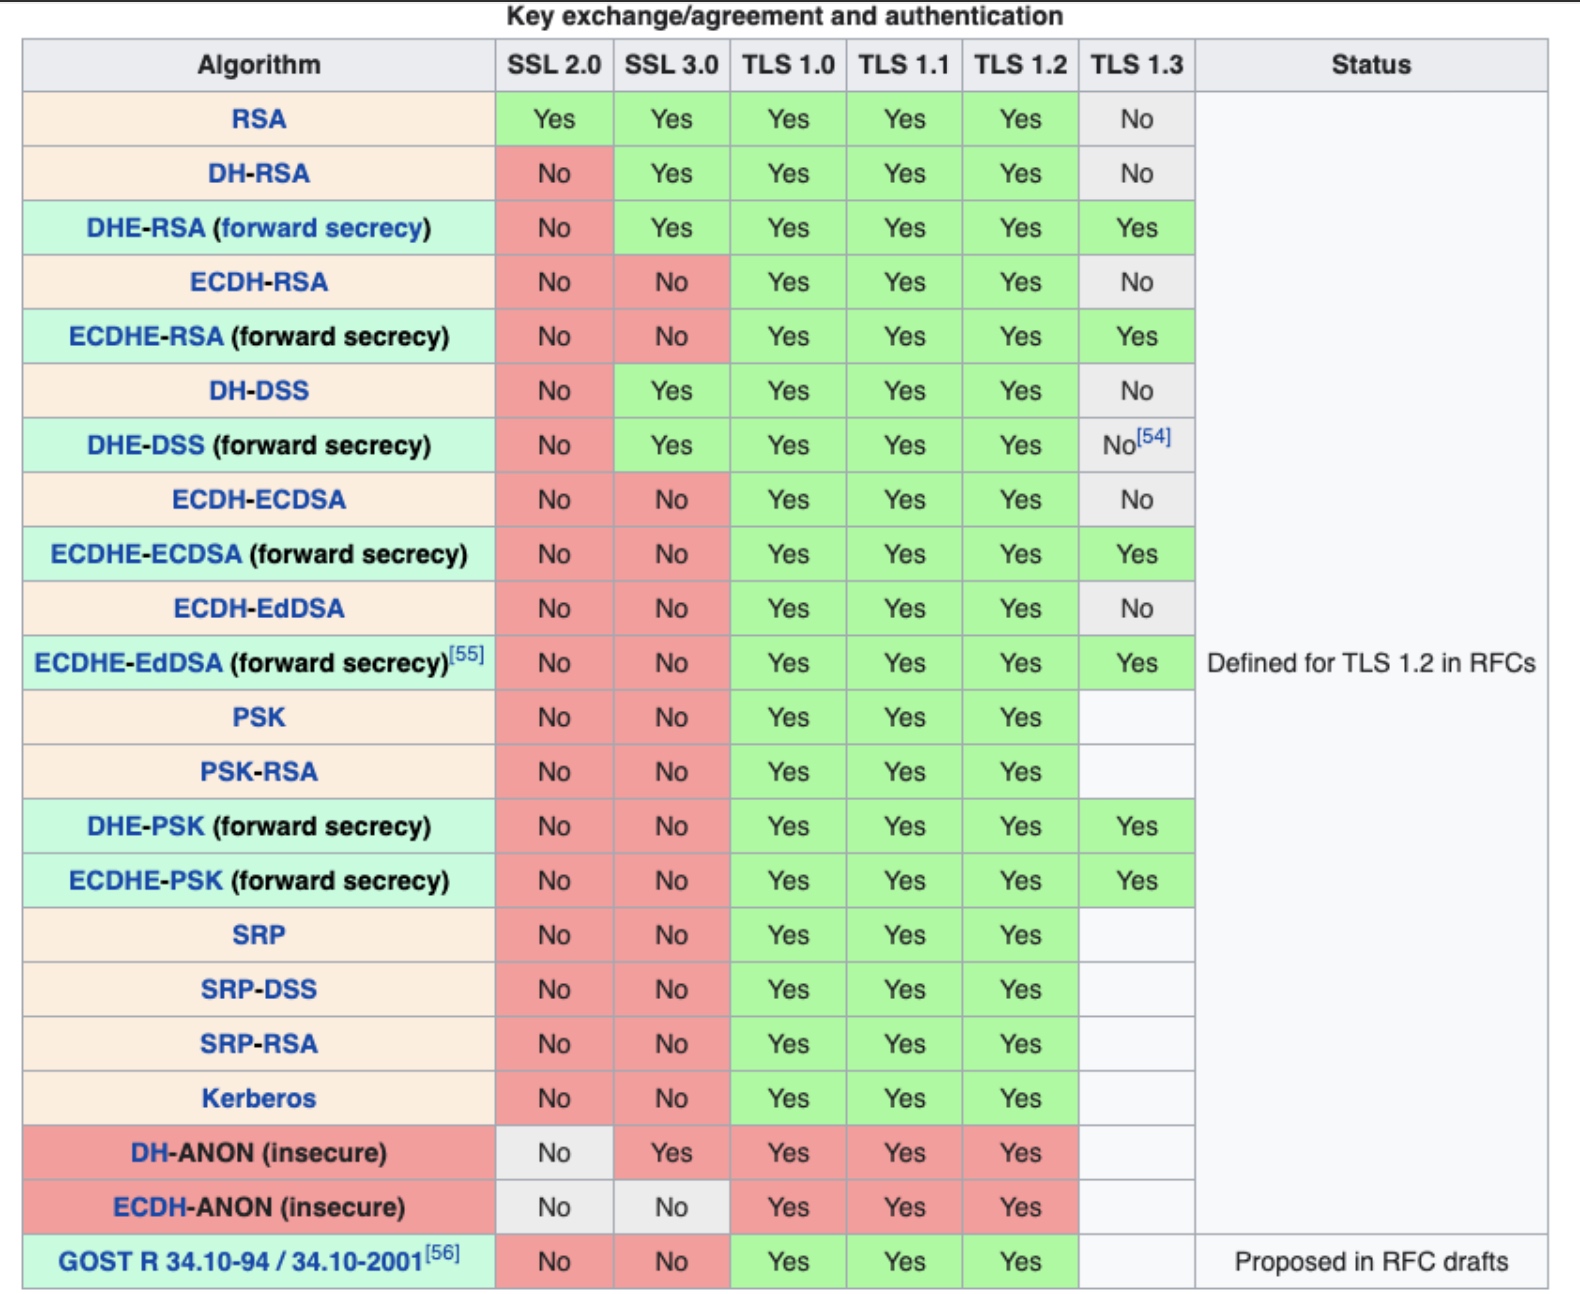 Key exchange/agreement and authentication
Algorithm SSL 2.0 SSL 3.0 TLS 1.0 TLS 1.1 TLS 1.2 TLS 1.3 Status
RSA Yes Yes Yes Yes Yes No
DH-RSA No Yes Yes Yes Yes No
DHE-RSA (forward secrecy) No Yes Yes Yes Yes Yes
ECDH-RSA No No Yes Yes Yes No
ECDHE-RSA (forward secrecy) No No Yes Yes Yes Yes
DH-DSS No Yes Yes Yes Yes No
DHE-DSS (forward secrecy) No Yes Yes Yes Yes No[54]
ECDH-ECDSA No No Yes Yes Yes No
ECDHE-ECDSA (forward secrecy) No No Yes Yes Yes Yes
ECDH-EdDSA No No Yes Yes Yes No
ECDHE-EdDSA (forward secrecy)[55] No No Yes Yes Yes Yes Defined for TLS 1.2 in RFCs
PSK No No Yes Yes Yes
PSK-RSA No No Yes Yes Yes
DHE-PSK (forward secrecy) No No Yes Yes Yes Yes
ECDHE-PSK (forward secrecy) No No Yes Yes Yes Yes
SRP No No Yes Yes Yes
SRP-DSS No No Yes Yes Yes
SRP-RSA No No Yes Yes Yes
Kerberos No No Yes Yes Yes
DH-ANON (insecure) No Yes Yes Yes Yes
ECDH-ANON (insecure) No No Yes Yes Yes
GOST R 34.10-94 / 34.10-2001[56] No No Yes Yes Yes Proposed in RFC drafts